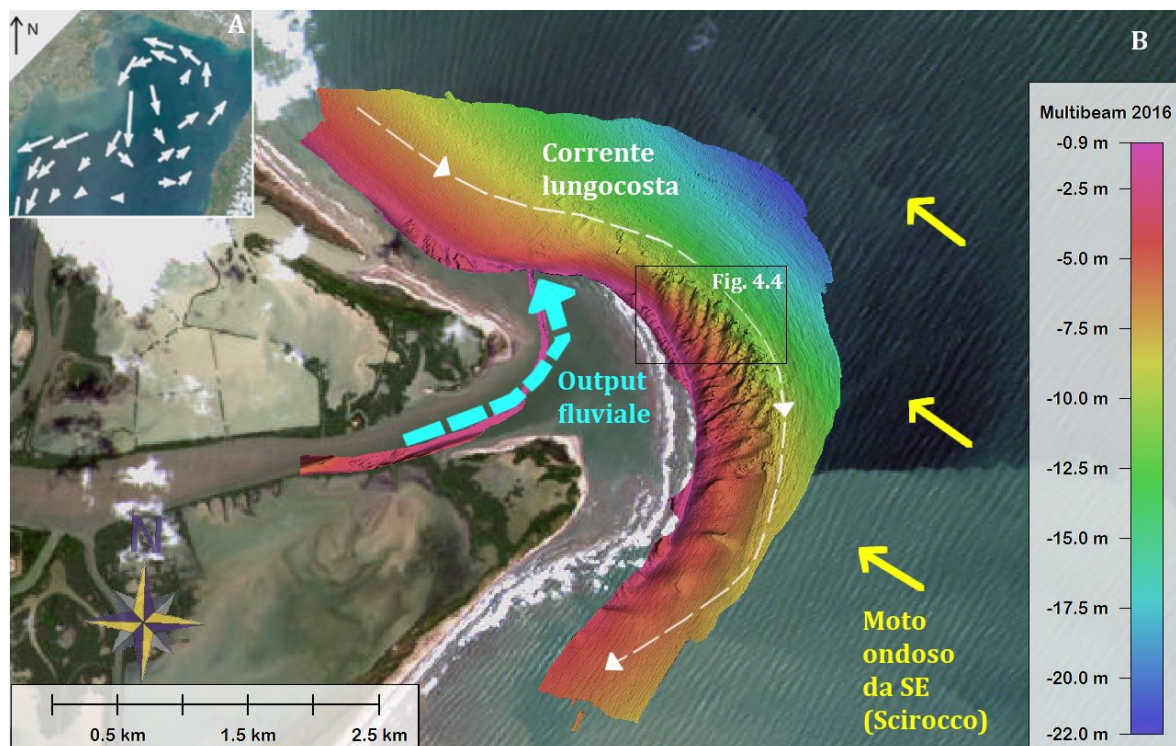 N
A
B
Multibeam 2016
-0.9 m
-2.5 m
-5.0 m
-7.5 m
-10.0 m
-12.5 m
-15.0 m
-17.5 m
-20.0 m
-22.0 m
Corrente
lungocosta
Fig. 4.4
Output
fluviale
N
Moto
ondoso
da SE
(Scirocco)
0.5 km
1.5 km
2.5 km